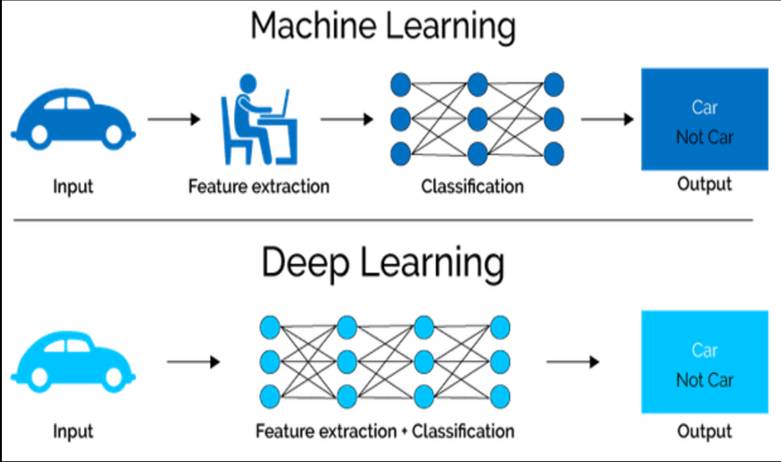 Machine Learning
Input
Feature extraction
Classification
Car
Not Car
Output
Deep Learning
Input
Feature extraction + Classification
Car
Not Car
Output